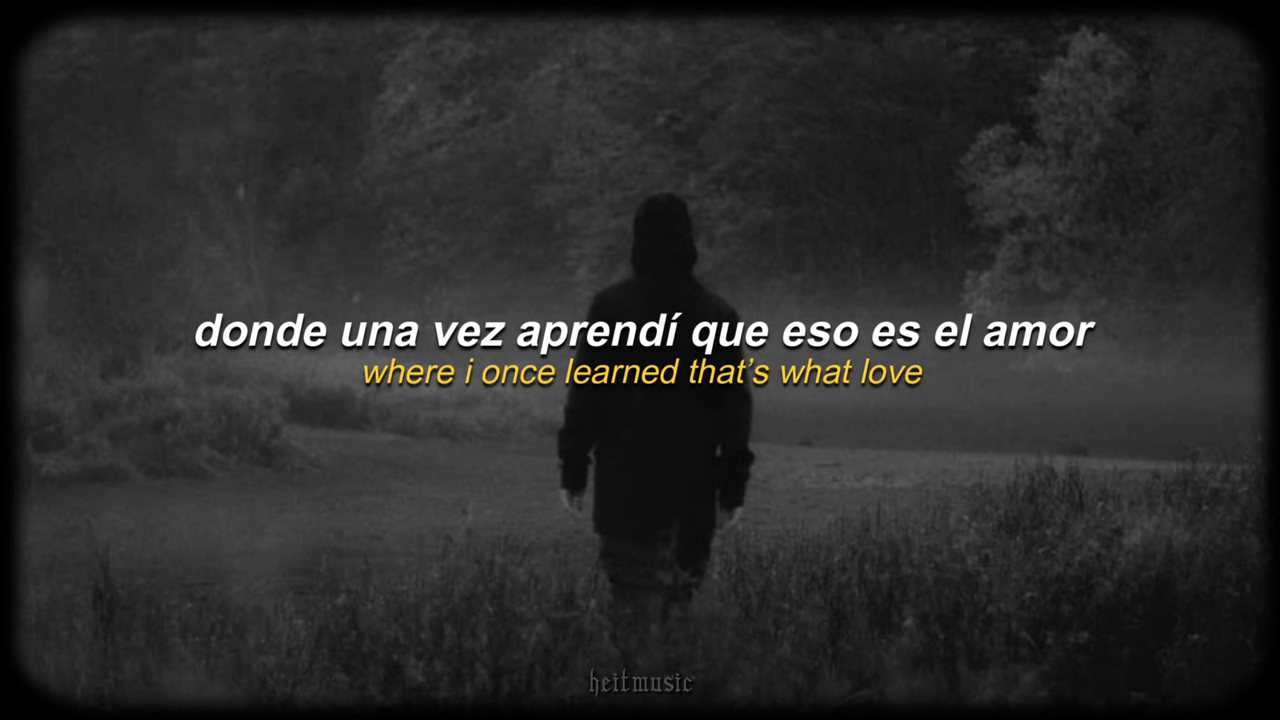 donde una vez aprendí que eso es el amor
where i once learned that’s what love
heitmusic